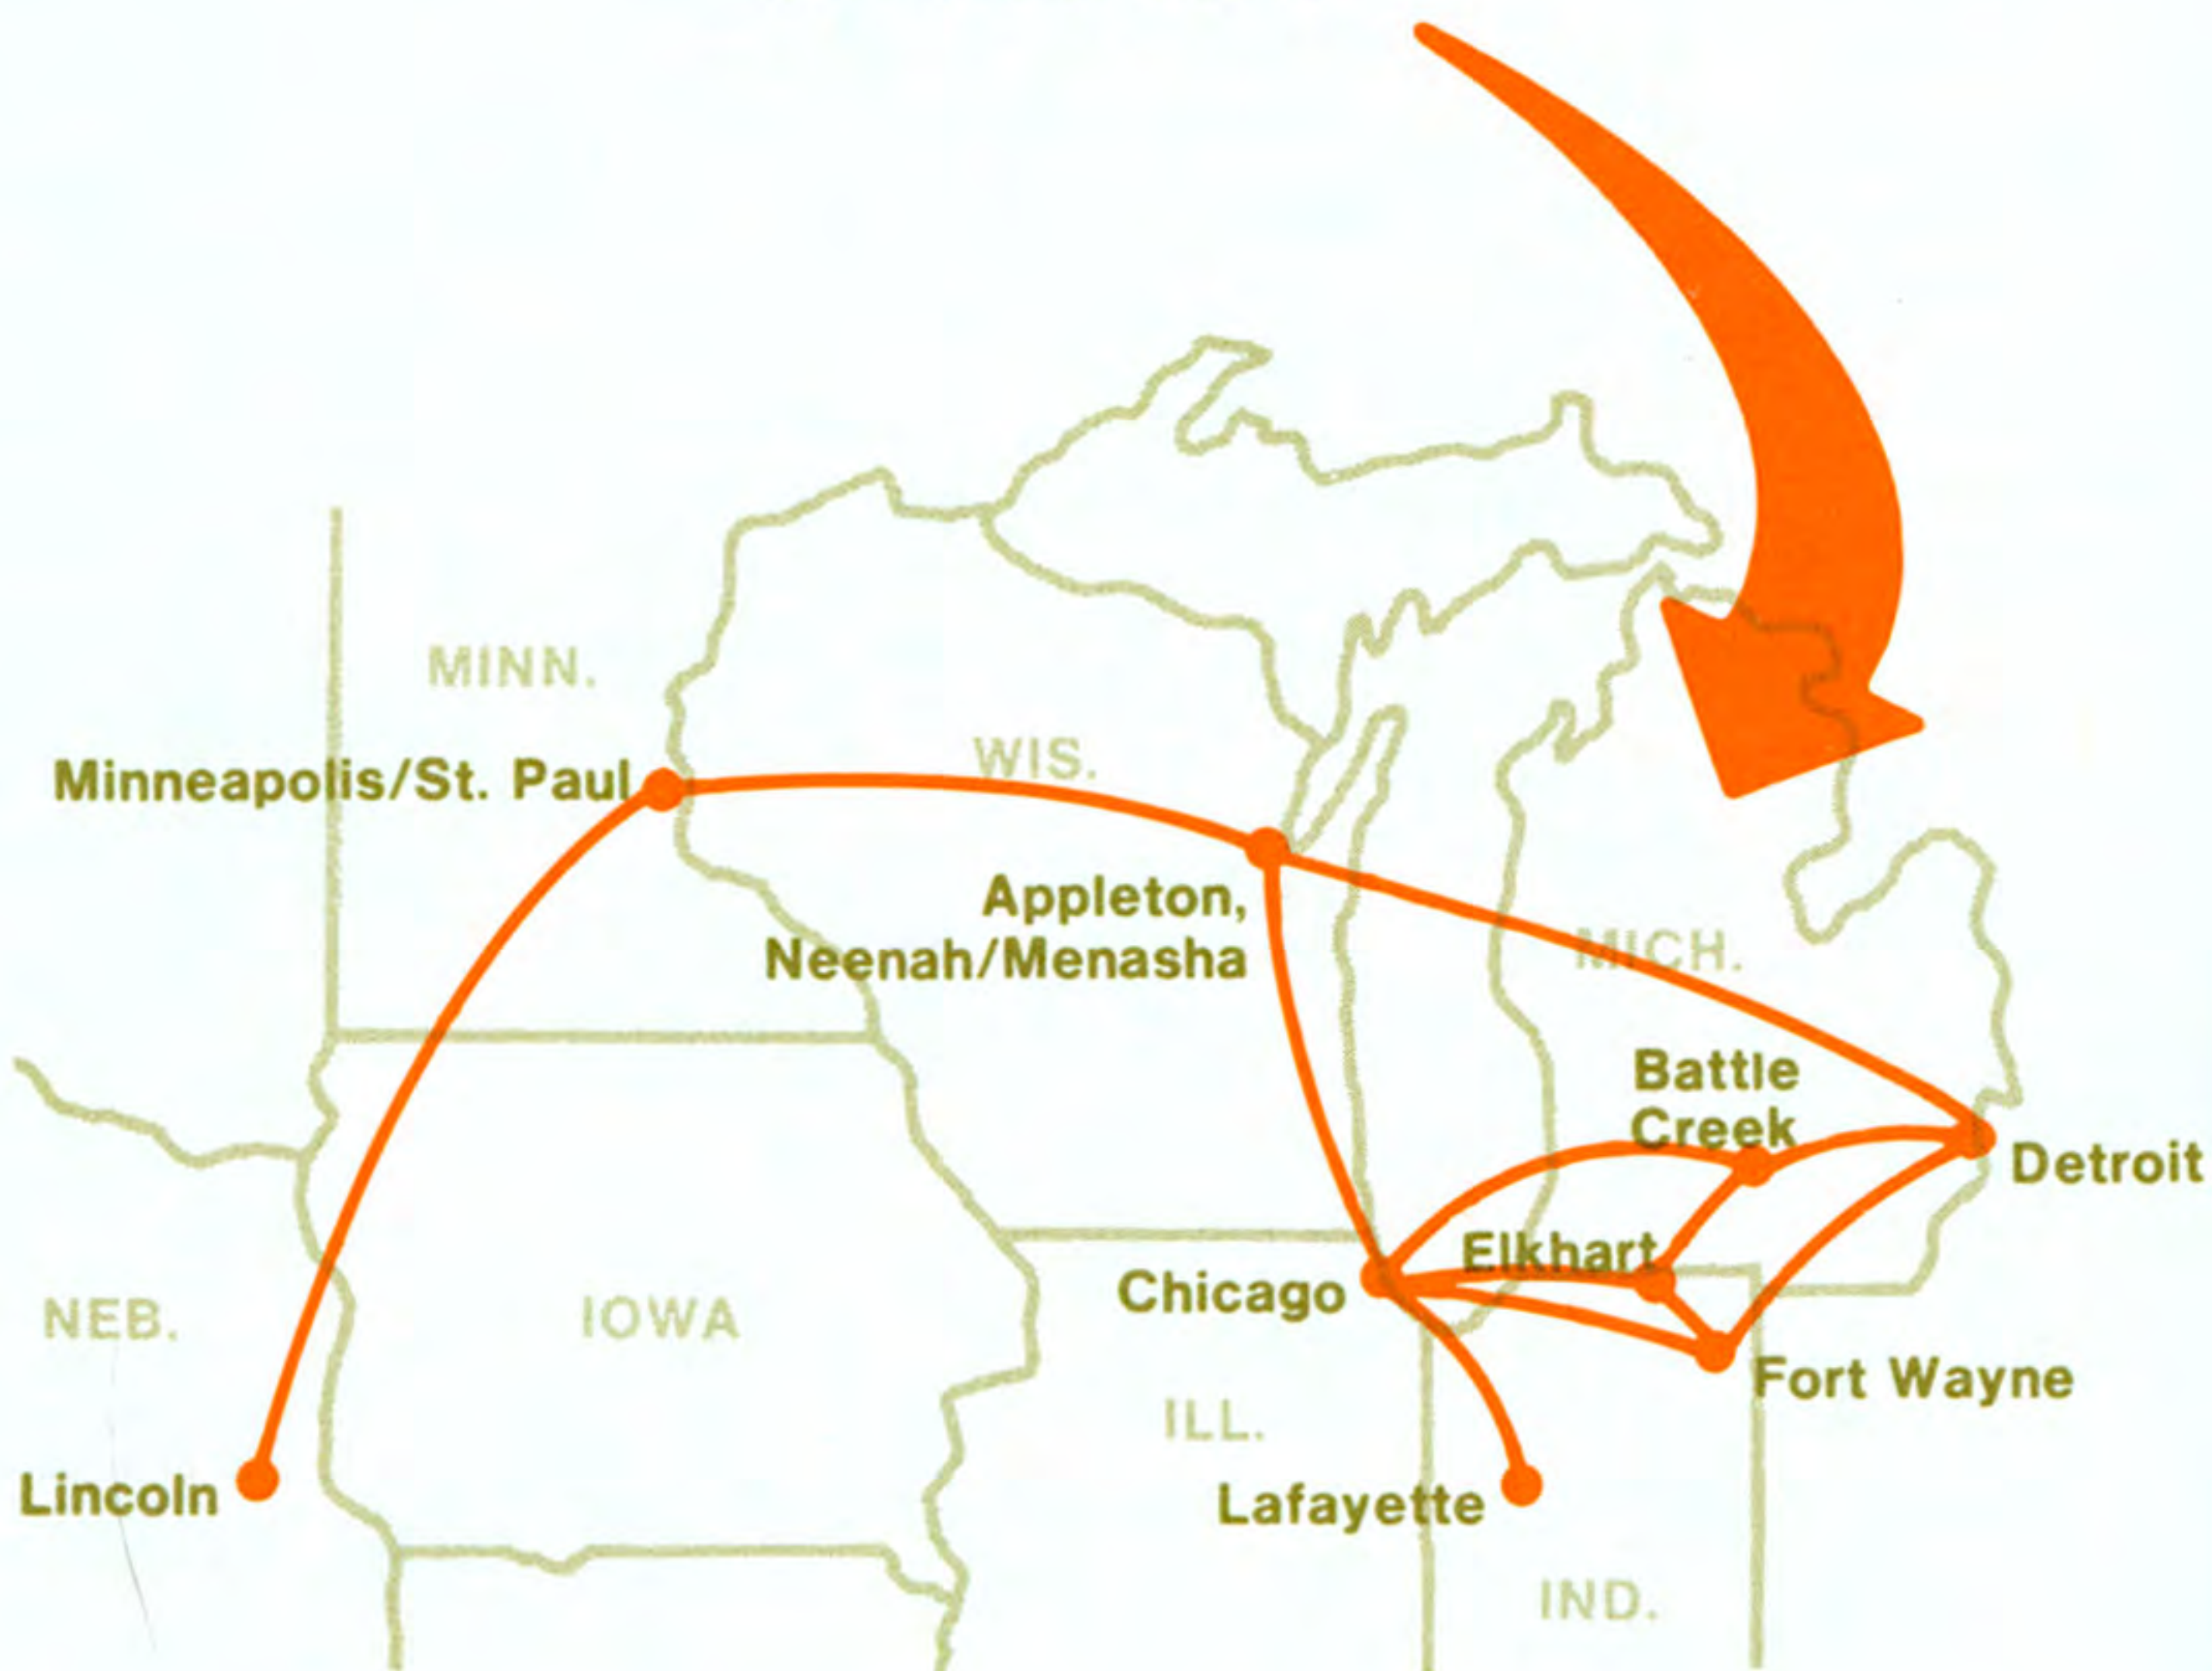 MINN.
WIS.
Minneapolis/St. Paul
Appleton,
Neenah/Menasha
MICH.
Battle
Creek
Detroit
Elkhart
Chicago
NEB.
IOWA
Fort Wayne
ILL.
Lincoln
Lafayette
IND.